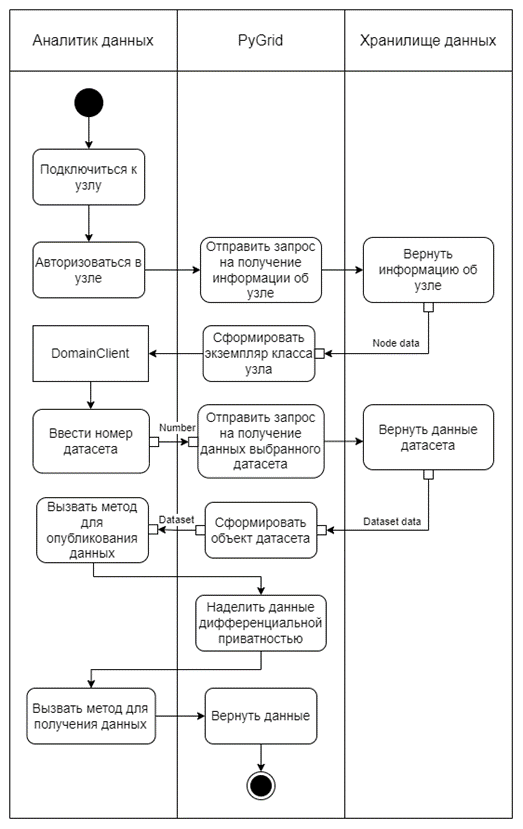 Аналитик данных
PyGrid
Хранилище данных
Подключиться к
узлу
Авторизоваться в
узле
Отправить запрос
на получение
информации об
узле
Вернуть
информацию об
узле
Node data
Сформировать
экземпляр класса
узла
DomainClient
Ввести номер
датасета
Number
Отправить запрос
на получение
данных выбранного
датасета
Вернуть данные
датасета
Dataset data
Сформировать
объект датасета
Dataset
Вызвать метод
для
опубликования
данных
Наделить данные
дифференциальной
приватностью
Вызвать метод для
получения данных
Вернуть данные